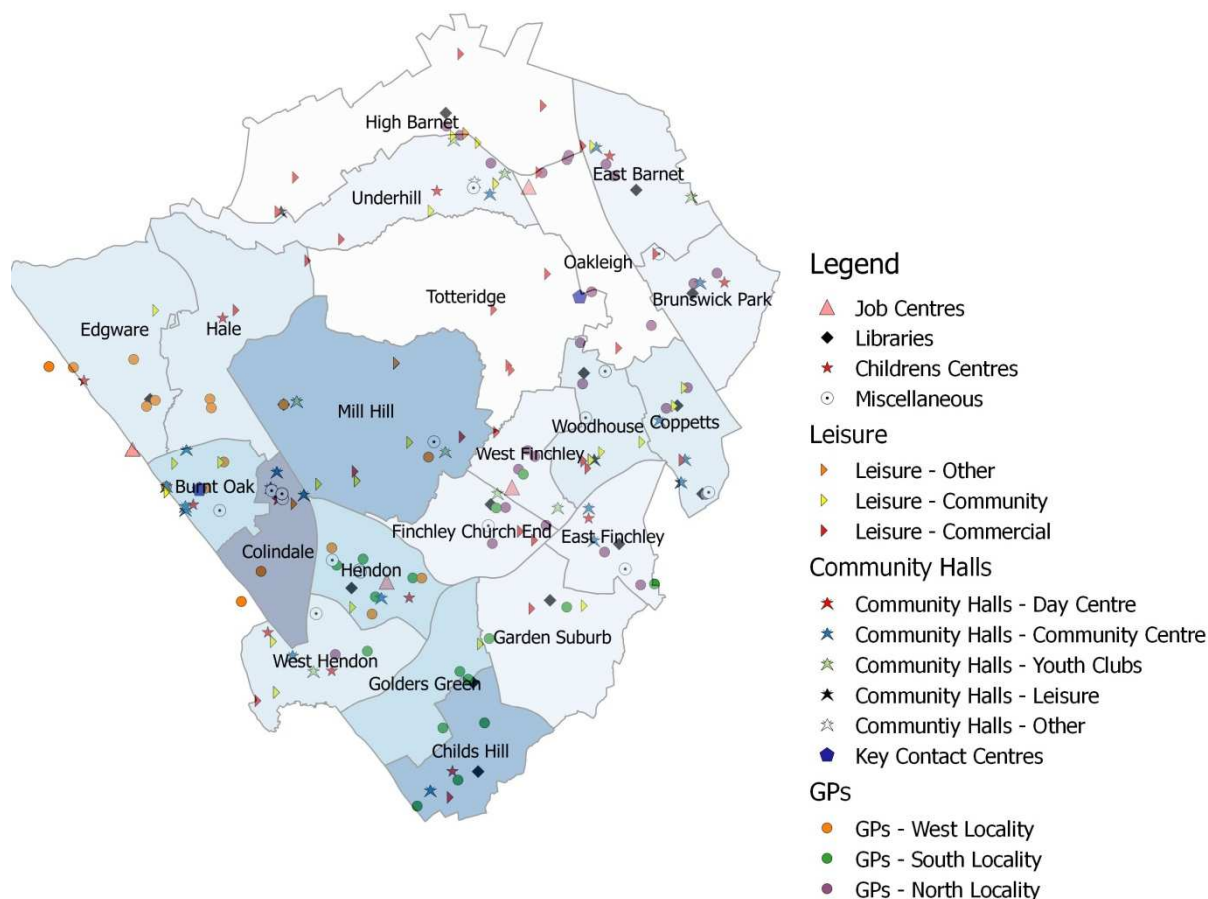 High Barnet
East Barnet
Underhill
Oakleigh
Totteridge
Brunswick Park
Edgware
Hale
Mill Hill
Woodhouse
Coppetts
West Finchley
Burnt Oak
Finchley Church End
East Finchley
Colindale
Hendon
Garden Suburb
West Hendon
Golders Green
Childs Hill
Legend
Job Centres
Libraries
Childrens Centres
Miscellaneous
Leisure
Leisure - Other
Leisure - Community
Leisure - Commercial
Community Halls
Community Halls - Day Centre
Community Halls - Community Centre
Community Halls - Youth Clubs
Community Halls - Leisure
Communtiy Halls - Other
Key Contact Centres
GPs
GPs - West Locality
GPs - South Locality
GPs - North Locality